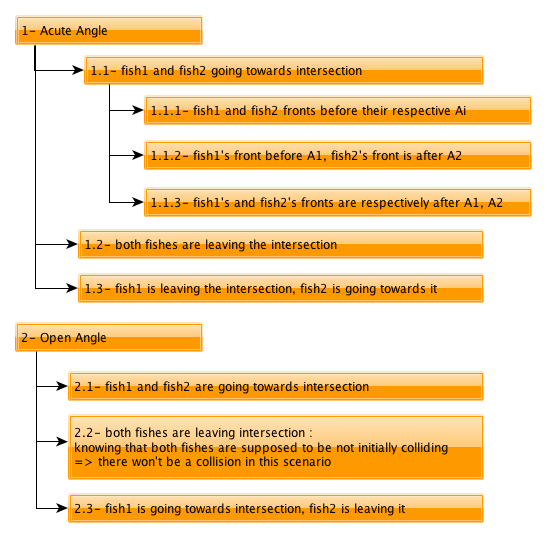 1- Acute Angle
1.1- fish1 and fish2 going towards intersection
1.1.1- fish1 and fish2 fronts before their respective Ai
1.1.2- fish1's front before A1, fish2's front is after A2
1.1.3- fish1's and fish2's fronts are respectively after A1, A2
1.2- both fishes are leaving the intersection
1.3- fish1 is leaving the intersection, fish2 is going towards it
2- Open Angle
2.1- fish1 and fish2 are going towards intersection
2.2- both fishes are leaving intersection :
knowing that both fishes are supposed to be not initially colliding
=> there won't be a collision in this scenario
2.3- fish1 is going towards intersection, fish2 is leaving it